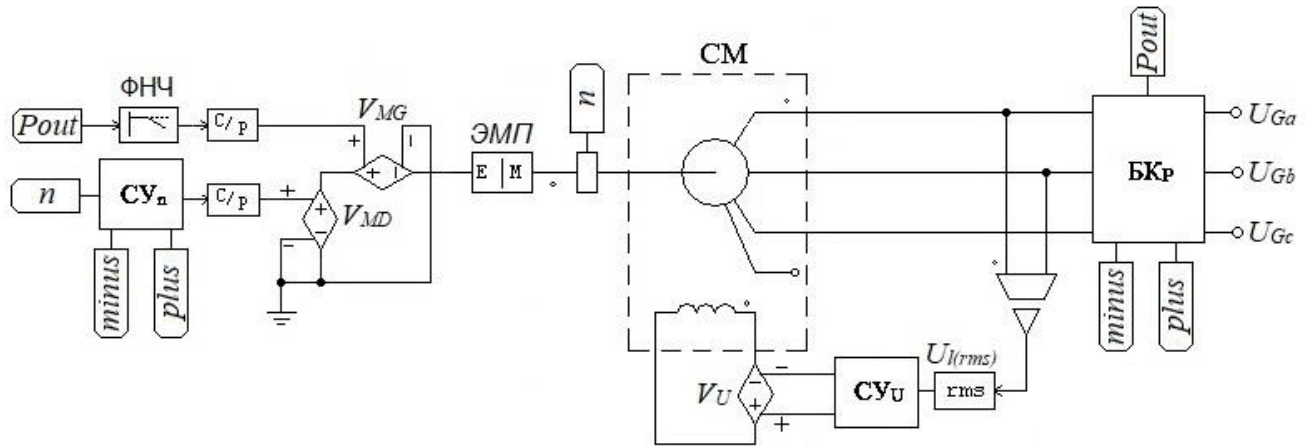 СМ
Pout
ФНЧ
V_MG
n
Pout
C/p
ЭМП
+
-
+
-
E M
U_Ga
n
СУ_n
C/p
+
+
-
-
V_MD
БК_P
U_Gb
U_Gc
minus
plus
minus
plus
U_l(rms)
V_U
-
-
+
+
СУ_U
rms